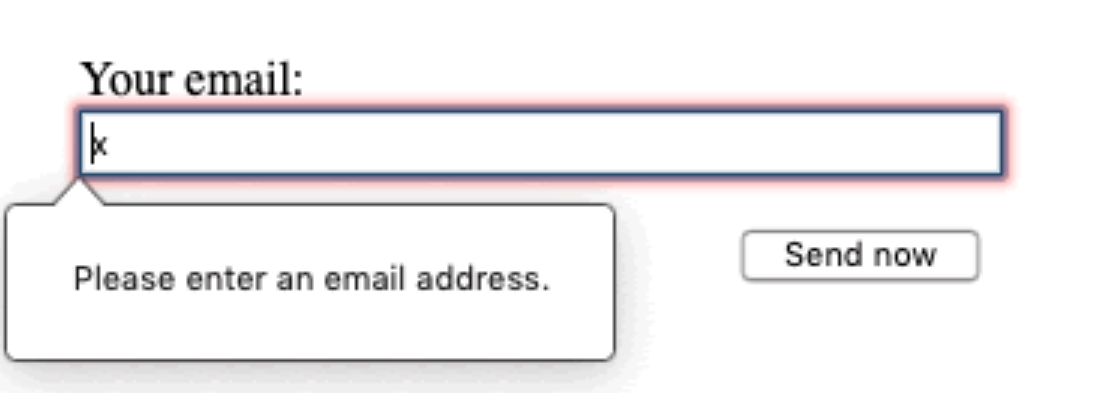 Your email:
x
Please enter an email address.
Send now